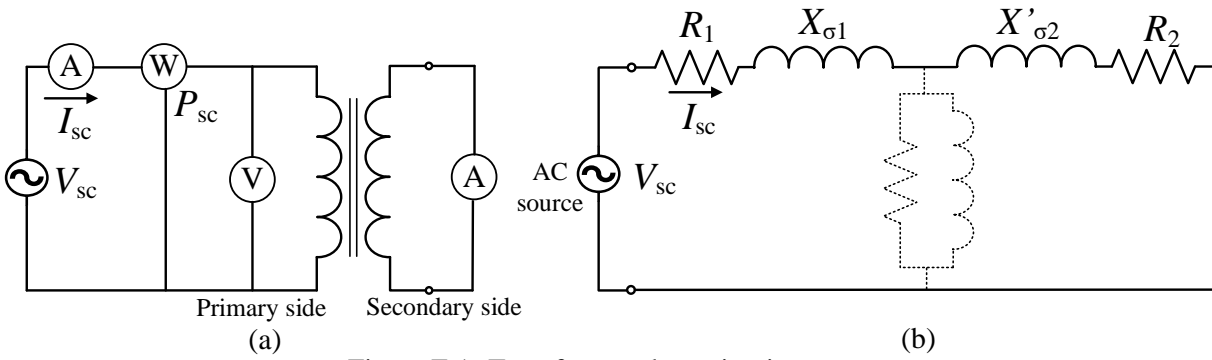 A
W
I_sc
P_sc
V_sc
V
A
Primary side
Secondary side
(a)
R_1
X_σ1
X'_σ2
R_2
I_sc
AC
source
V_sc
(b)